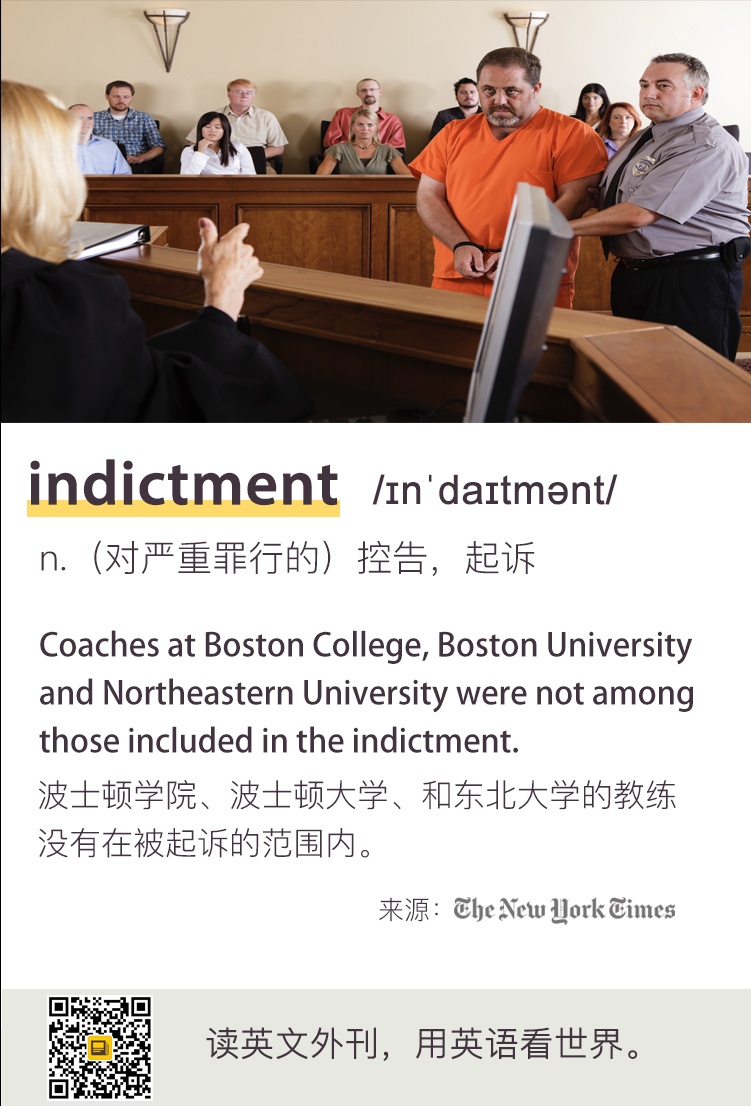 indictment /ɪnˈdaɪtmənt/
n.（对严重罪行的）控告，起诉
Coaches at Boston College, Boston University
and Northeastern University were not among
those included in the indictment.
波士顿学院、波士顿大学、和东北大学的教练
没有在被起诉的范围内。
来源：The New York Times
读英文外刊，用英语看世界。